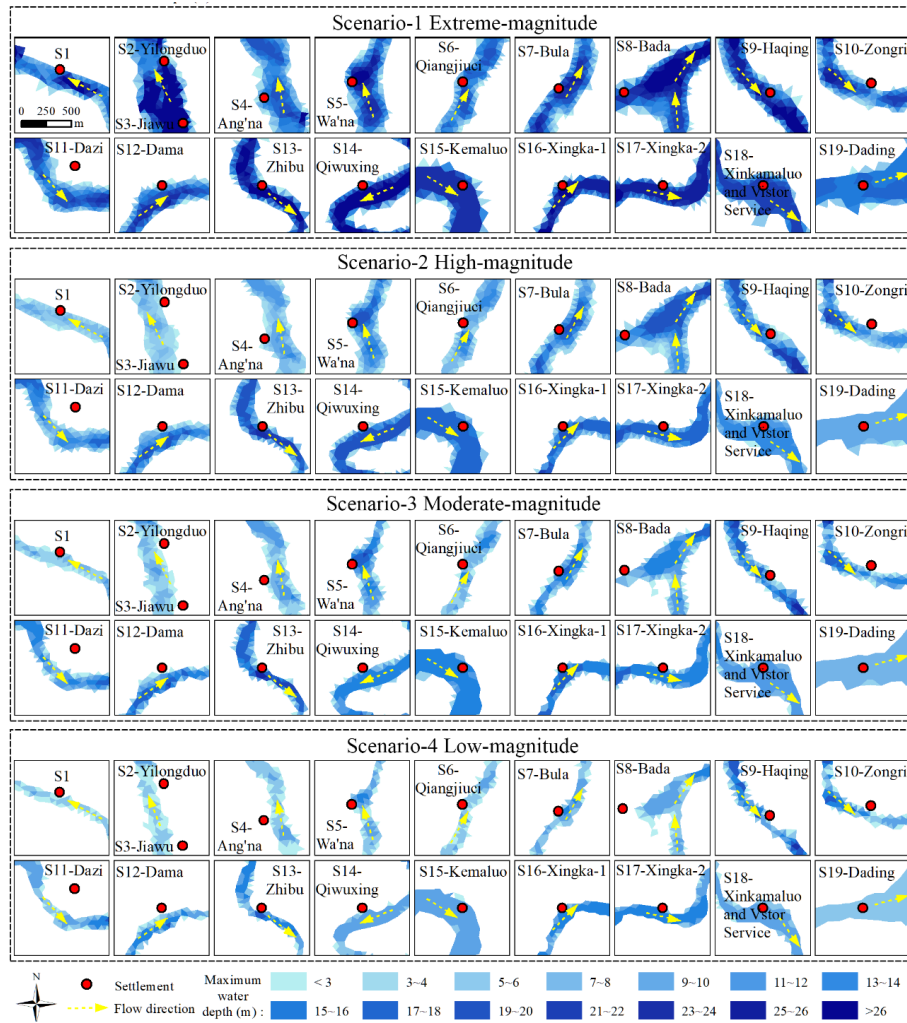 Scenario-1 Extreme-magnitude
S1
S2-Yilongduo
S3-Jiawu
S4-
Ang'na
S5-
Wa'na
S6-
Qiangjiuci
S7-Bula
S8-Bada
S9-Haqing
S10-Zongri
0 250 500
m
S11-Dazi
S12-Dama
S13-
Zhibu
S14-
Qiwuxing
S15-Kemaluo
S16-Xingka-1
S17-Xingka-2
S18-
Xinkamaluo
and Vistor
Service
S19-Dading
Scenario-2 High-magnitude
S1
S2-Yilongduo
S3-Jiawu
S4-
Ang'na
S5-
Wa'na
S6-
Qiangjiuci
S7-Bula
S8-Bada
S9-Haqing
S10-Zongri
S11-Dazi
S12-Dama
S13-
Zhibu
S14-
Qiwuxing
S15-Kemaluo
S16-Xingka-1
S17-Xingka-2
S18-
Xinkamaluo
and Vistor
Service
S19-Dading
Scenario-3 Moderate-magnitude
S1
S2-Yilongduo
S3-Jiawu
S4-
Ang'na
S5-
Wa'na
S6-
Qiangjiuci
S7-Bula
S8-Bada
S9-Haqing
S10-Zongri
S11-Dazi
S12-Dama
S13-
Zhibu
S14-
Qiwuxing
S15-Kemaluo
S16-Xingka-1
S17-Xingka-2
S18-
Xinkamaluo
and Vistor
Service
S19-Dading
Scenario-4 Low-magnitude
S1
S2-Yilongduo
S3-Jiawu
S4-
Ang'na
S5-
Wa'na
S6-
Qiangjiuci
S7-Bula
S8-Bada
S9-Haqing
S10-Zongri
S11-Dazi
S12-Dama
S13-
Zhibu
S14-
Qiwuxing
S15-Kemaluo
S16-Xingka-1
S17-Xingka-2
S18-
Xinkamaluo
and Vistor
Service
S19-Dading
N
Settlement
Flow direction
Maximum
water
depth (m) :
< 3 3~4 5~6 7~8 9~10 11~12 13~14
15~16 17~18 19~20 21~22 23~24 25~26 >26